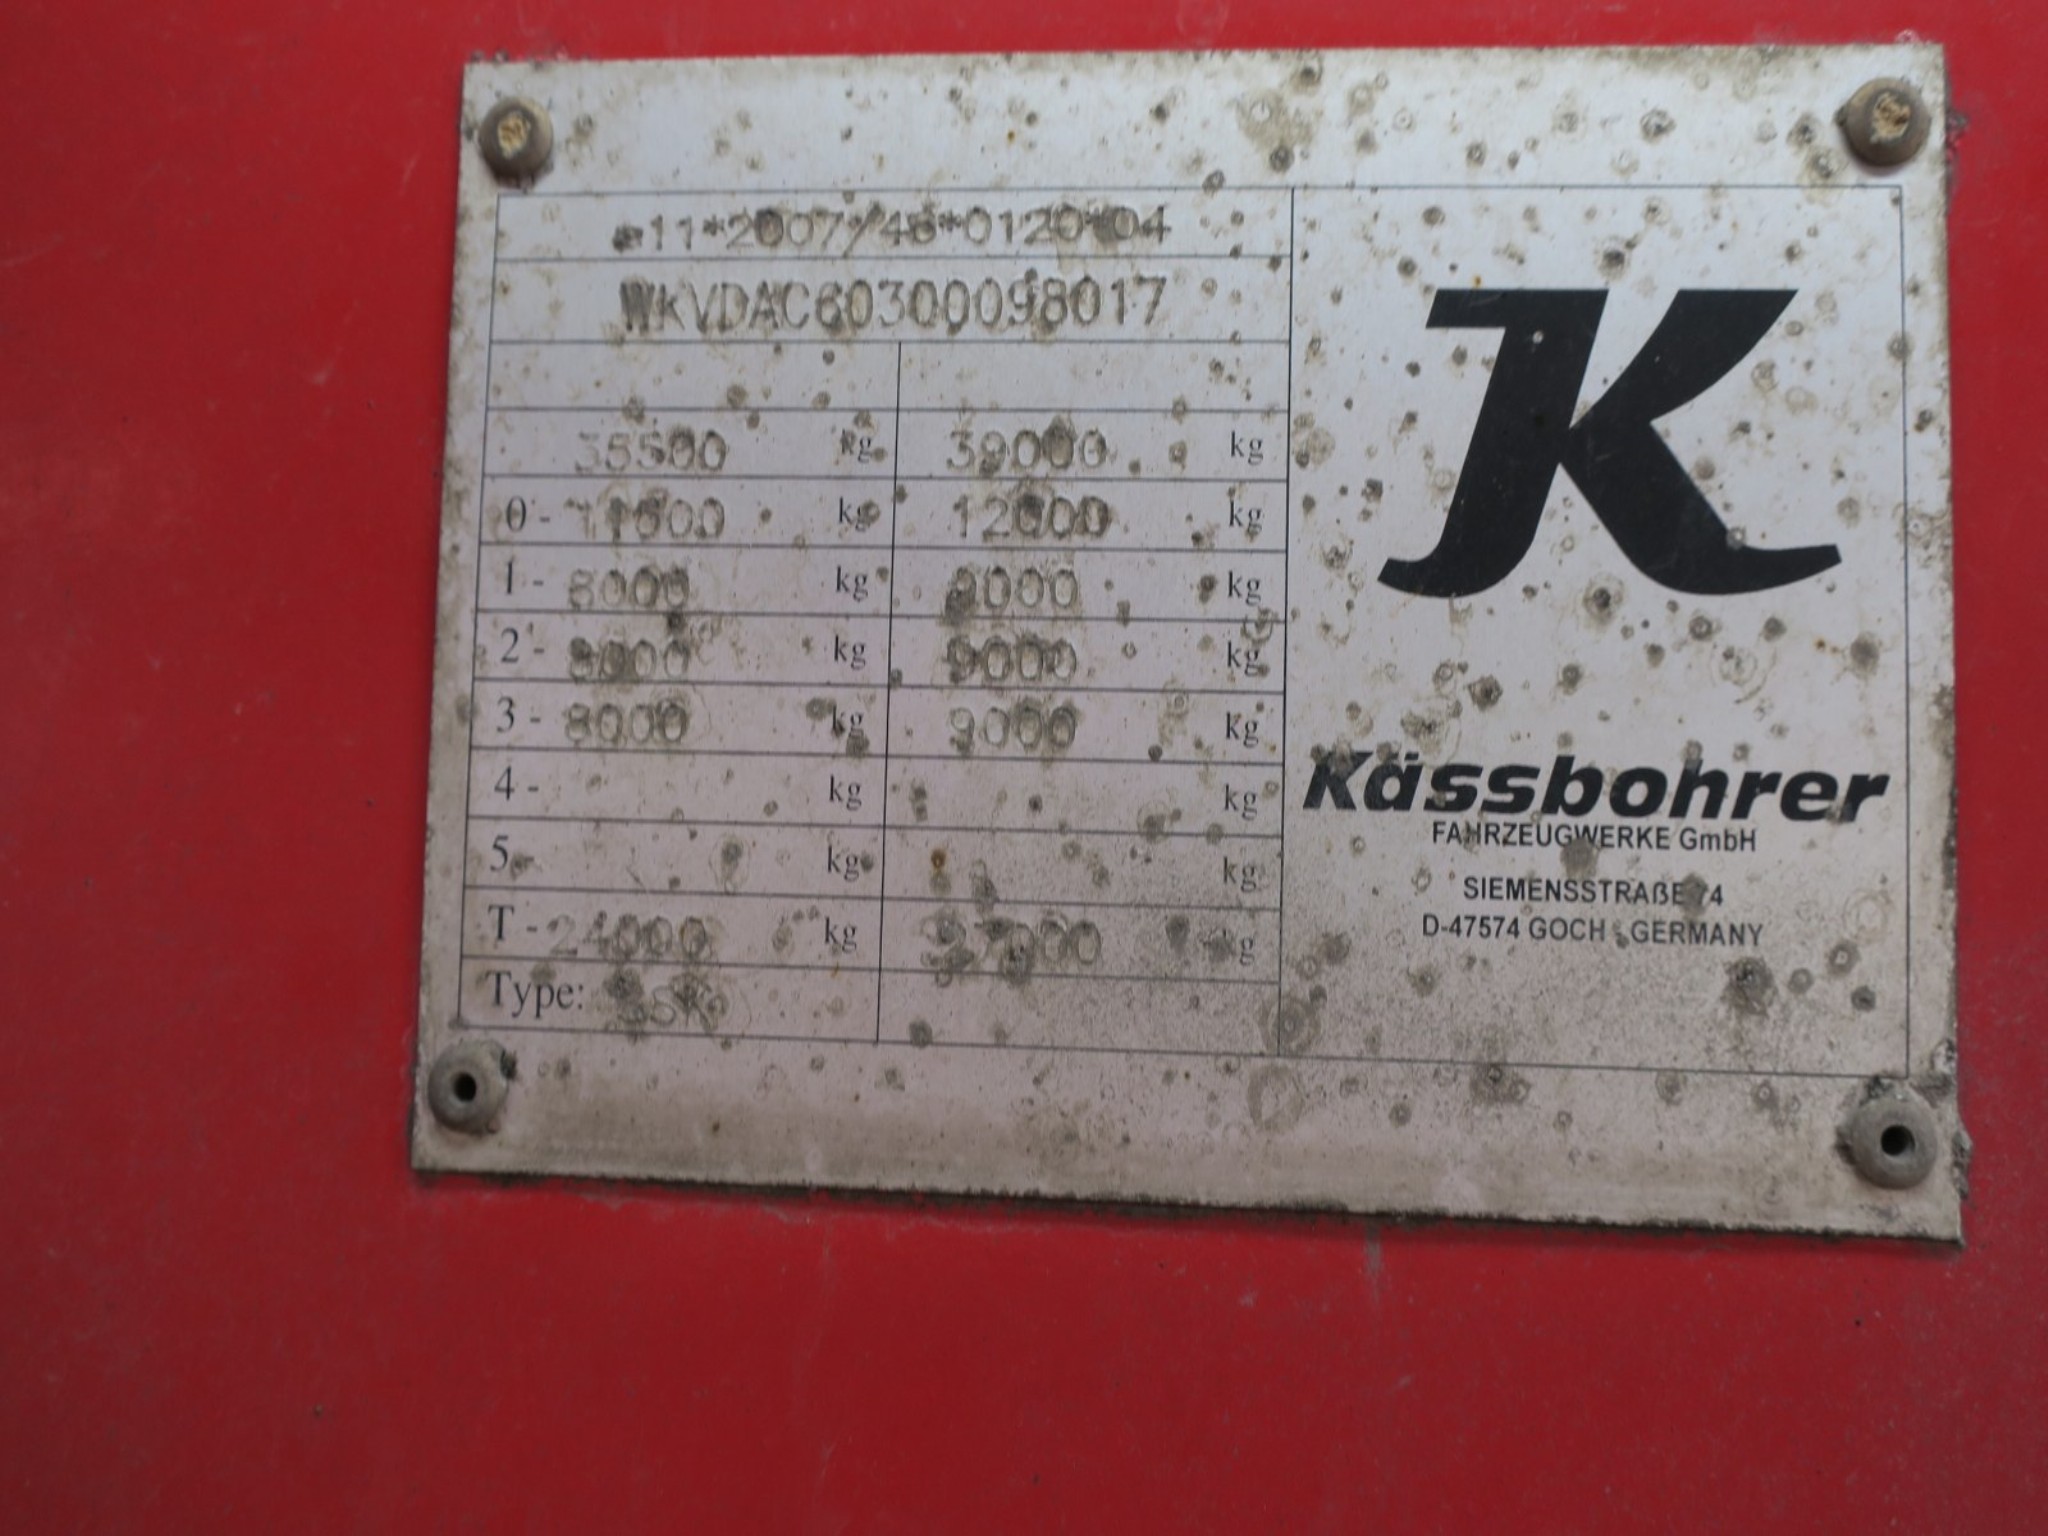 e11*2007/46*0120*04
WKVDAC60300098017
35500 kg 39000 kg
0- 11000 kg 12000 kg
1- 8000 kg 9000 kg
2- 8000 kg 9000 kg
3- 8000 kg 9000 kg
4- kg kg
5- kg kg
T- 24000 kg 27000 kg
Type:
K
Kässbohrer
FAHRZEUGWERKE GmbH
SIEMENSSTRAßE 74
D-47574 GOCH - GERMANY